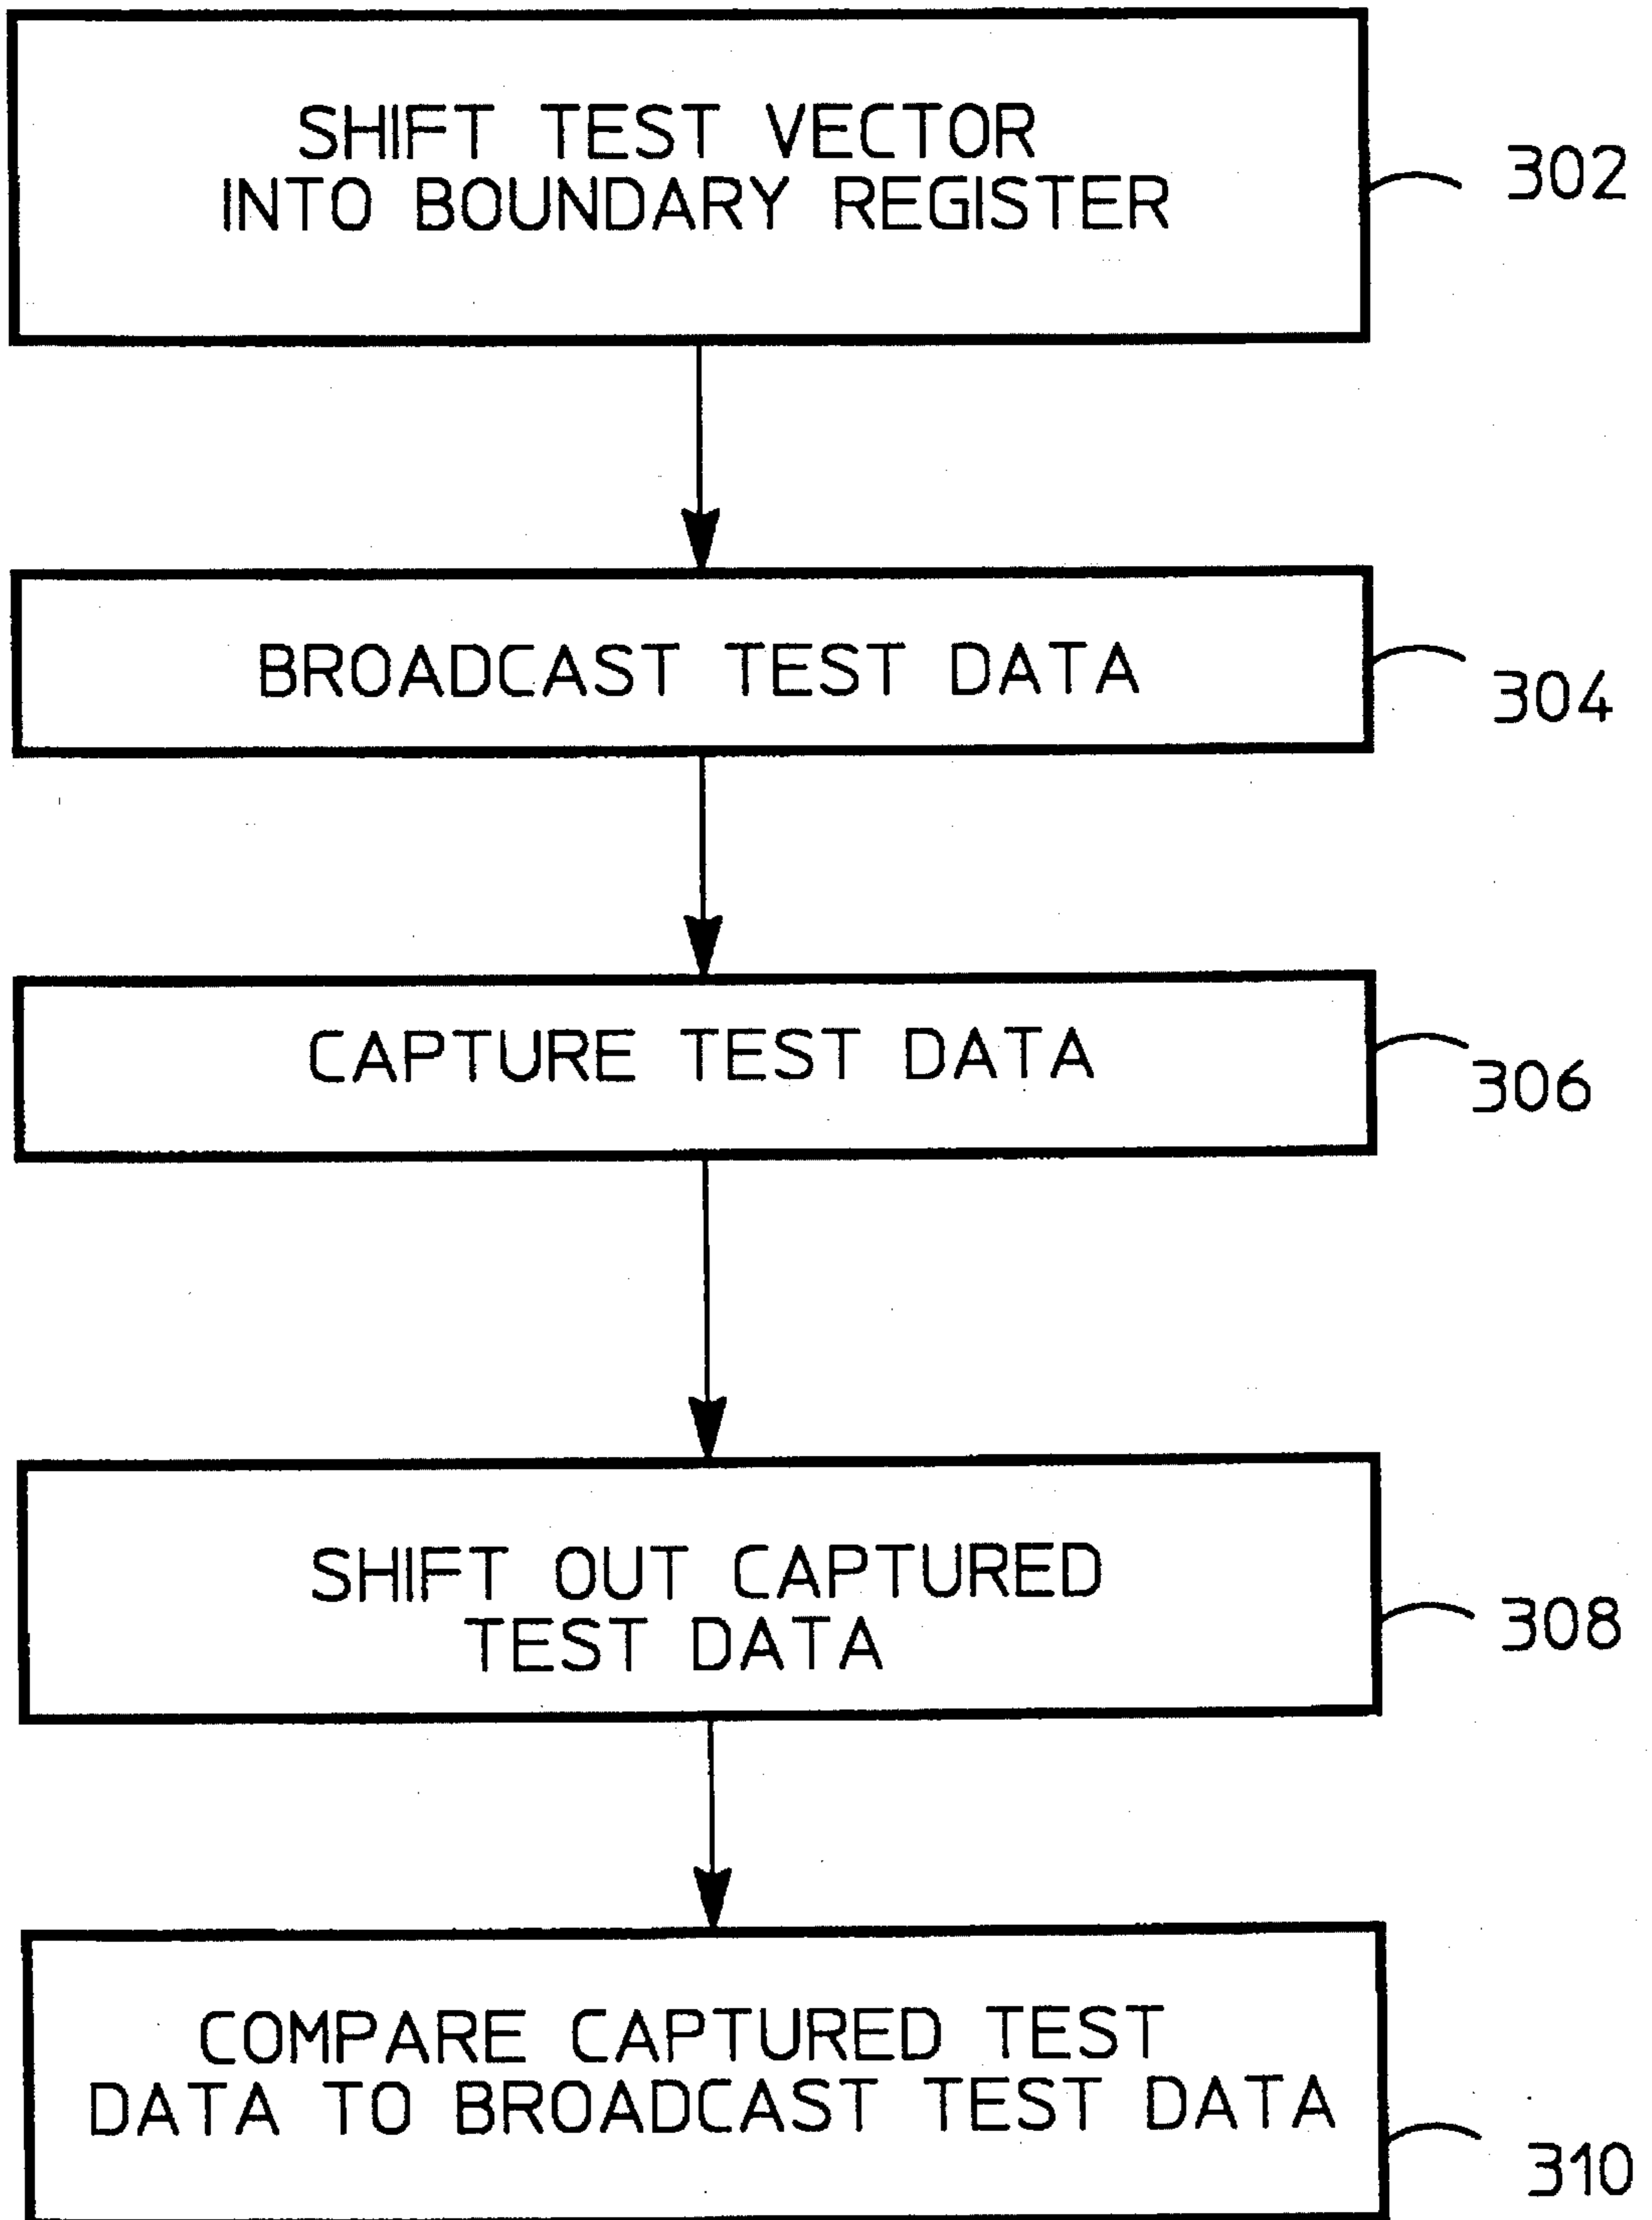 SHIFT TEST VECTOR
INTO BOUNDARY REGISTER
302
BROADCAST TEST DATA
304
CAPTURE TEST DATA
306
SHIFT OUT CAPTURED
TEST DATA
308
COMPARE CAPTURED TEST
DATA TO BROADCAST TEST DATA
310